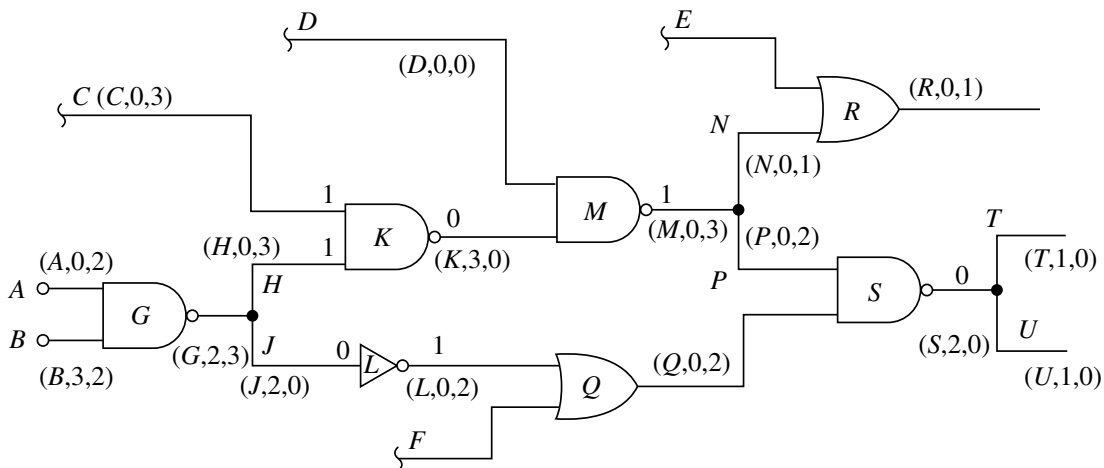 D
E
(D,0,0)
C (C,0,3)
R
(R,0,1)
N
(N,0,1)
1
M
1
(M,0,3)
(P,0,2)
T
K
0
(K,3,0)
(H,0,3)
1
H
P
S
0
(T,1,0)
A
(A,0,2)
G
B
(B,3,2)
(G,2,3)
J
0
L
1
(J,2,0)
(L,0,2)
Q
(Q,0,2)
(S,2,0)
U
(U,1,0)
F